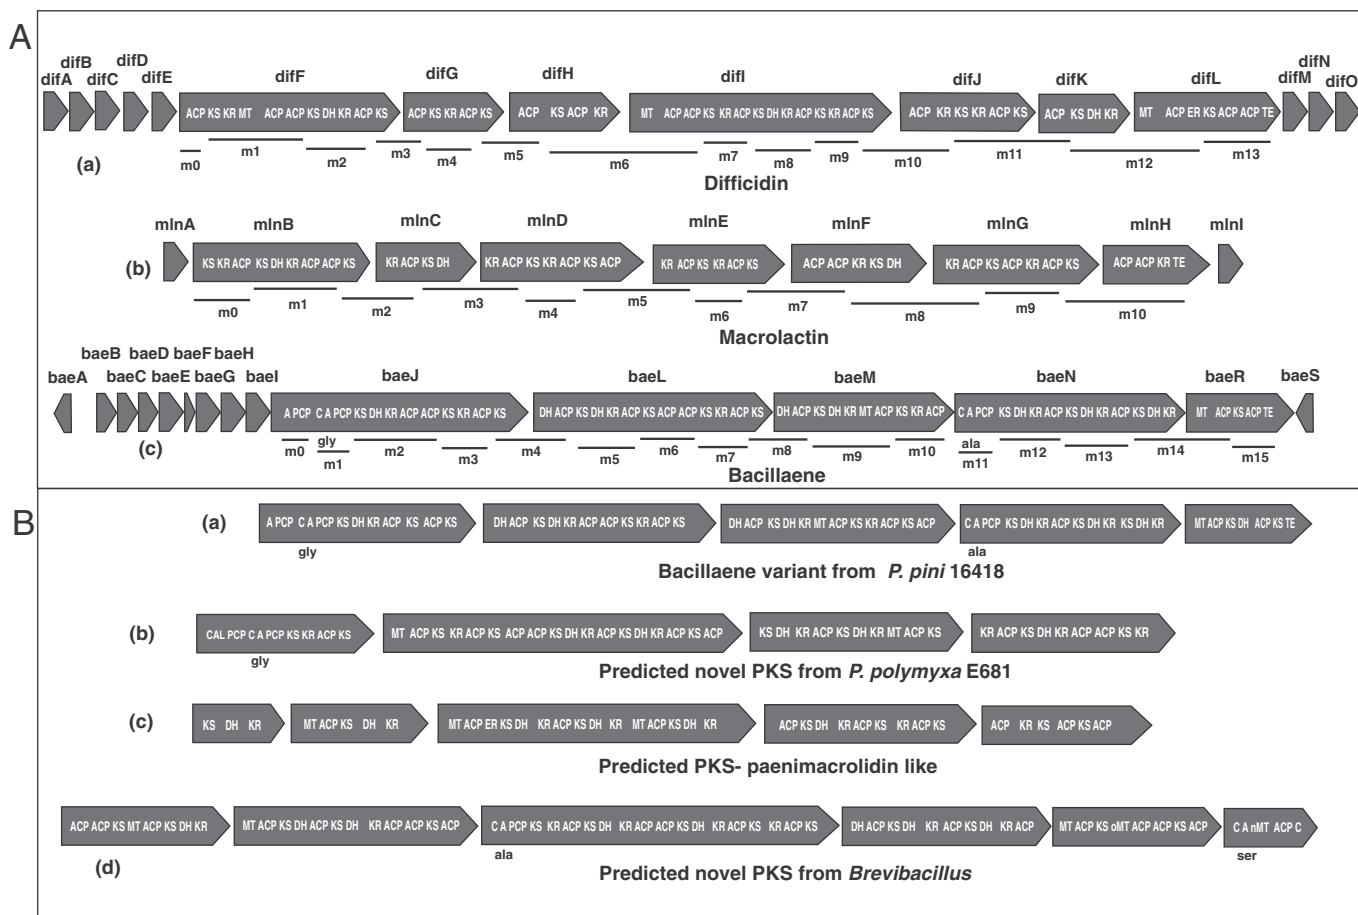 A
difA difB difC difD difE difF difG difH difI difJ difK difL difM difN difO
ACP KS KR MT ACP ACP KS DH KR ACP KS ACP KS KR ACP KS ACP KS ACP KR MT ACP ACP KS KR ACP KS DH KR ACP KS KR ACP KS ACP KR KS KR ACP KS ACP KS DH KR MT ACP ER KS ACP ACP TE
m0 m1 m2 m3 m4 m5 m6 m7 m8 m9 m10 m11 m12 m13
(a)
Difficidin
mlnA mlnB mlnC mlnD mlnE mlnF mlnG mlnH mlnI
(b)
KS KR ACP KS DH KR ACP ACP KS KR ACP KS DH KR ACP KS KR ACP KS ACP KR ACP KS KR ACP KS ACP ACP KR KS DH KR ACP KS ACP KR ACP KS ACP ACP KR TE
m0 m1 m2 m3 m4 m5 m6 m7 m8 m9 m10
Macrolactin
baeA baeB baeC baeD baeE baeF baeG baeH baeI baeJ baeL baeM baeN baeR baeS
A PCP C A PCP KS DH KR ACP ACP KS KR ACP KS DH ACP KS DH KR ACP KS ACP ACP KS KR ACP KS DH ACP KS DH KR MT ACP KS KR ACP C A PCP KS DH KR ACP KS DH KR ACP KS DH KR MT ACP KS ACP TE
(c)
gly ala
m0 m1 m2 m3 m4 m5 m6 m7 m8 m9 m10 m11 m12 m13 m14 m15
Bacillaene
B
(a)
A PCP C A PCP KS DH KR ACP KS ACP KS DH ACP KS DH KR ACP ACP KS KR ACP KS DH ACP KS DH KR MT ACP KS KR ACP KS ACP C A PCP KS DH KR ACP KS DH KR KS DH KR MT ACP KS DH ACP KS TE
gly ala
Bacillaene variant from P. pini 16418
(b)
CAL PCP C A PCP KS KR ACP KS MT ACP KS KR ACP KS ACP ACP KS DH KR ACP KS DH KR ACP KS ACP KS DH KR ACP KS DH KR MT ACP KS KR ACP KS DH KR ACP ACP KS KR
gly
Predicted novel PKS from P. polymyxa E681
(c)
KS DH KR MT ACP KS DH KR MT ACP ER KS DH KR ACP KS DH KR MT ACP KS DH KR ACP KS DH KR ACP KS KR ACP KS ACP KR KS ACP KS ACP
Predicted PKS- paenimacrolidin like
ACP ACP KS MT ACP KS DH KR MT ACP KS DH ACP KS DH KR ACP ACP KS ACP C A PCP KS KR ACP KS DH KR ACP ACP KS DH KR ACP KS KR ACP KS DH ACP KS DH KR ACP KS DH KR ACP MT ACP KS oMT ACP ACP KS ACP C A nMT ACP C
(d)
ala ser
Predicted novel PKS from Brevibacillus